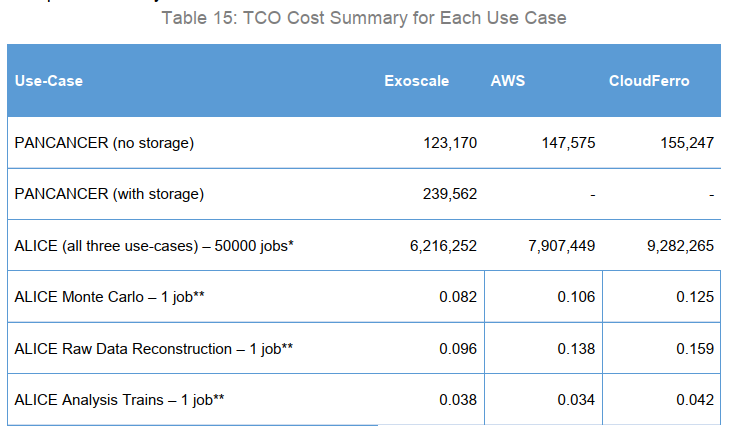 Table 15: TCO Cost Summary for Each Use Case
Use-Case Exoscale AWS CloudFerro
PANCANCER (no storage) 123,170 147,575 155,247
PANCANCER (with storage) 239,562 - -
ALICE (all three use-cases) – 50000 jobs* 6,216,252 7,907,449 9,282,265
ALICE Monte Carlo – 1 job** 0.082 0.106 0.125
ALICE Raw Data Reconstruction – 1 job** 0.096 0.138 0.159
ALICE Analysis Trains – 1 job** 0.038 0.034 0.042